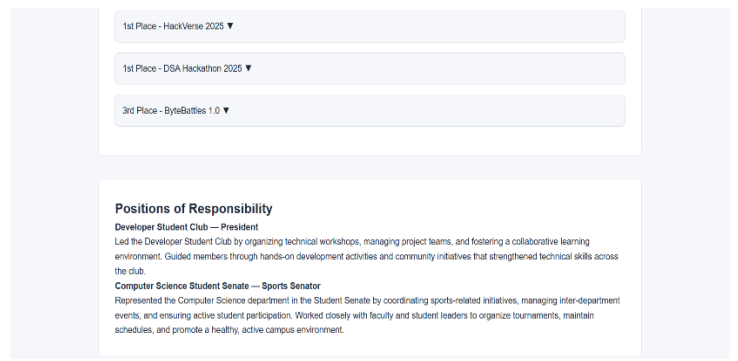 1st Place - HackVerse 2025 ▼
1st Place - DSA Hackathon 2025 ▼
3rd Place - ByteBattles 1.0 ▼
Positions of Responsibility
Developer Student Club — President
Led the Developer Student Club by organizing technical workshops, managing project teams, and fostering a collaborative learning
environment. Guided members through hands-on development activities and community initiatives that strengthened technical skills across
the club.
Computer Science Student Senate — Sports Senator
Represented the Computer Science department in the Student Senate by coordinating sports-related initiatives, managing inter-department
events, and ensuring active student participation. Worked closely with faculty and student leaders to organize tournaments, maintain
schedules, and promote a healthy, active campus environment.